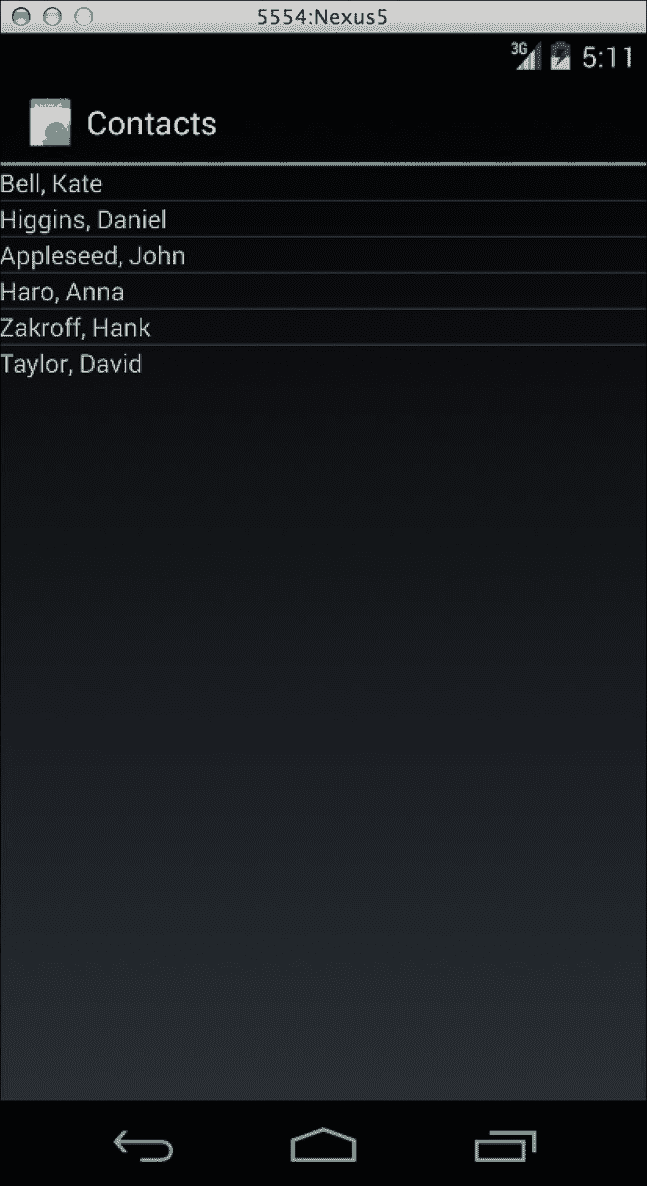 5554:Nexus5
3G 5:11
Contacts
Bell, Kate
Higgins, Daniel
Appleseed, John
Haro, Anna
Zakroff, Hank
Taylor, David